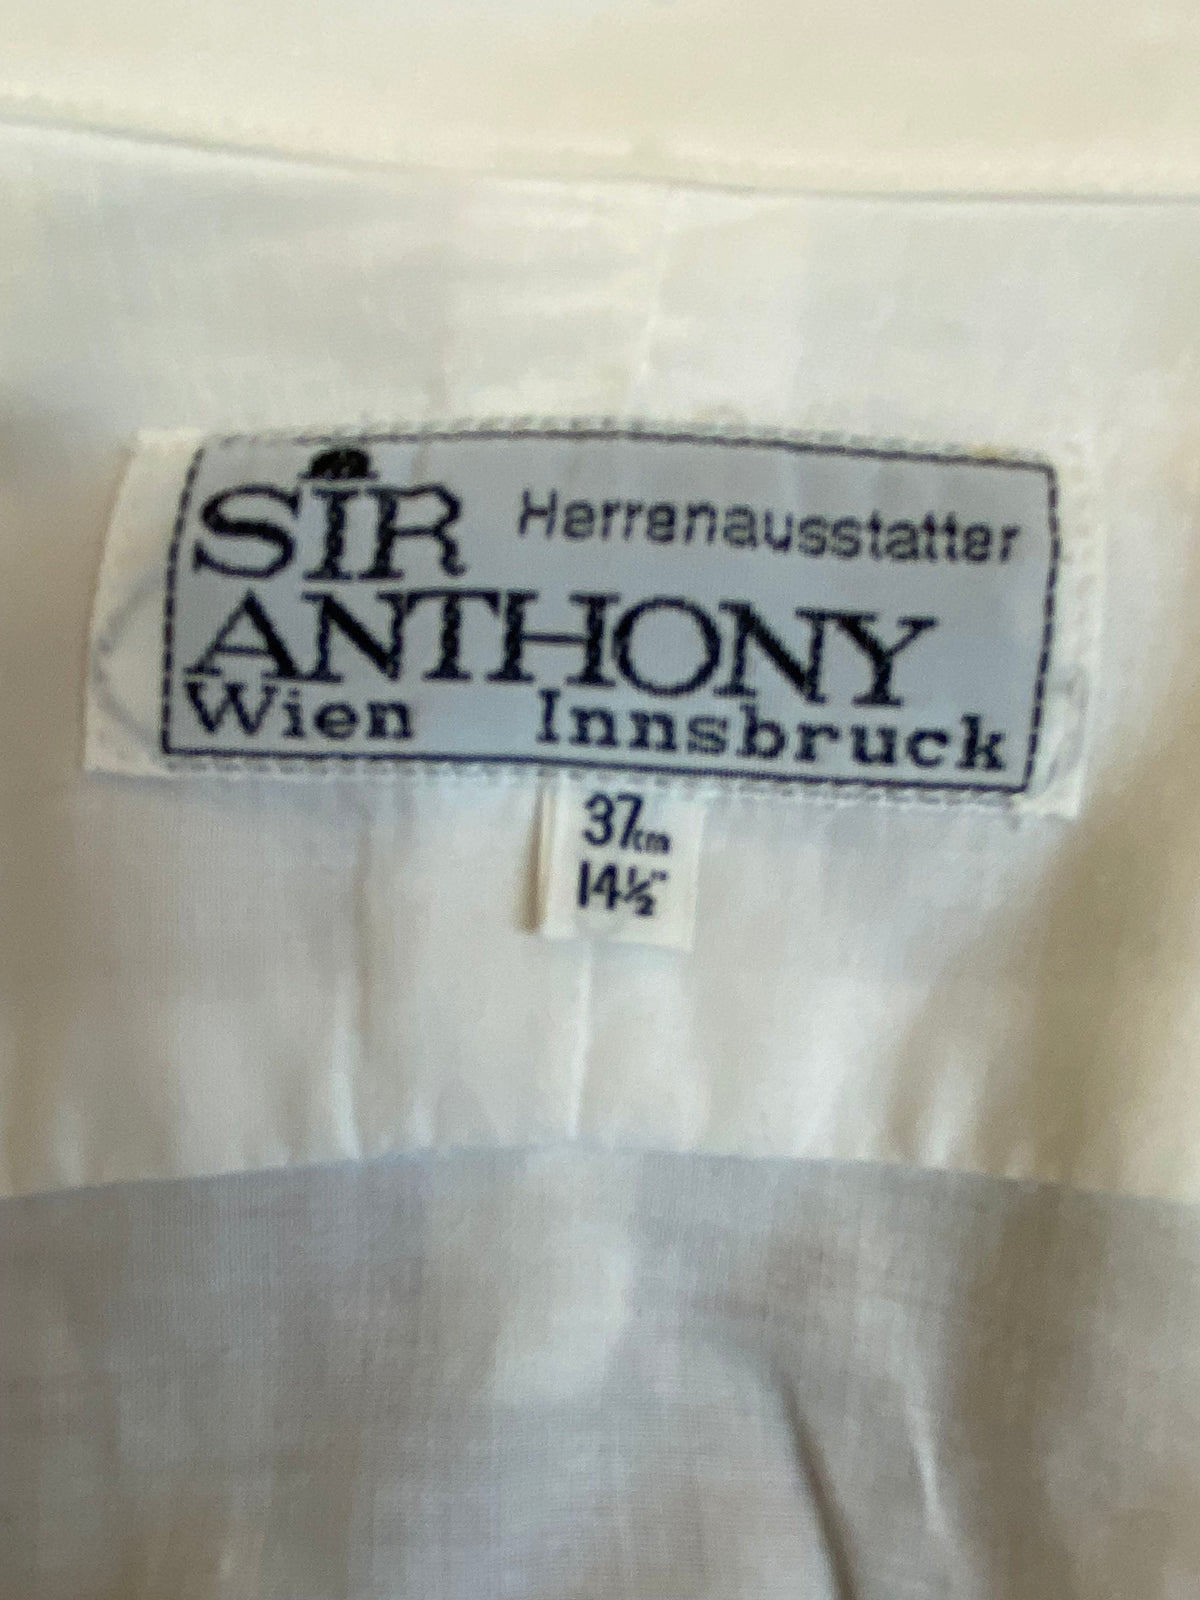 SIR Herrenausstatter
ANTHONY
Wien Innsbruck
37cm
14½"